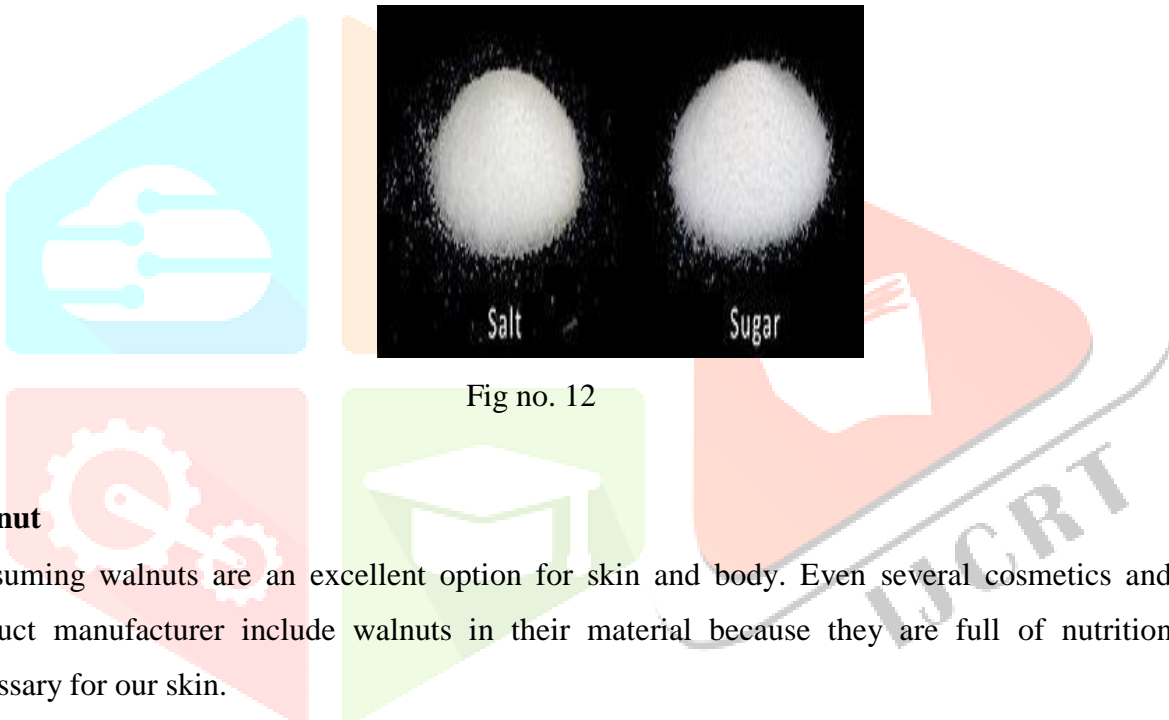 Salt Sugar
Fig no. 12
nut
suming walnuts are an excellent option for skin and body. Even several cosmetics and
uct manufacturer include walnuts in their material because they are full of nutrition
ssary for our skin.
IJCRT